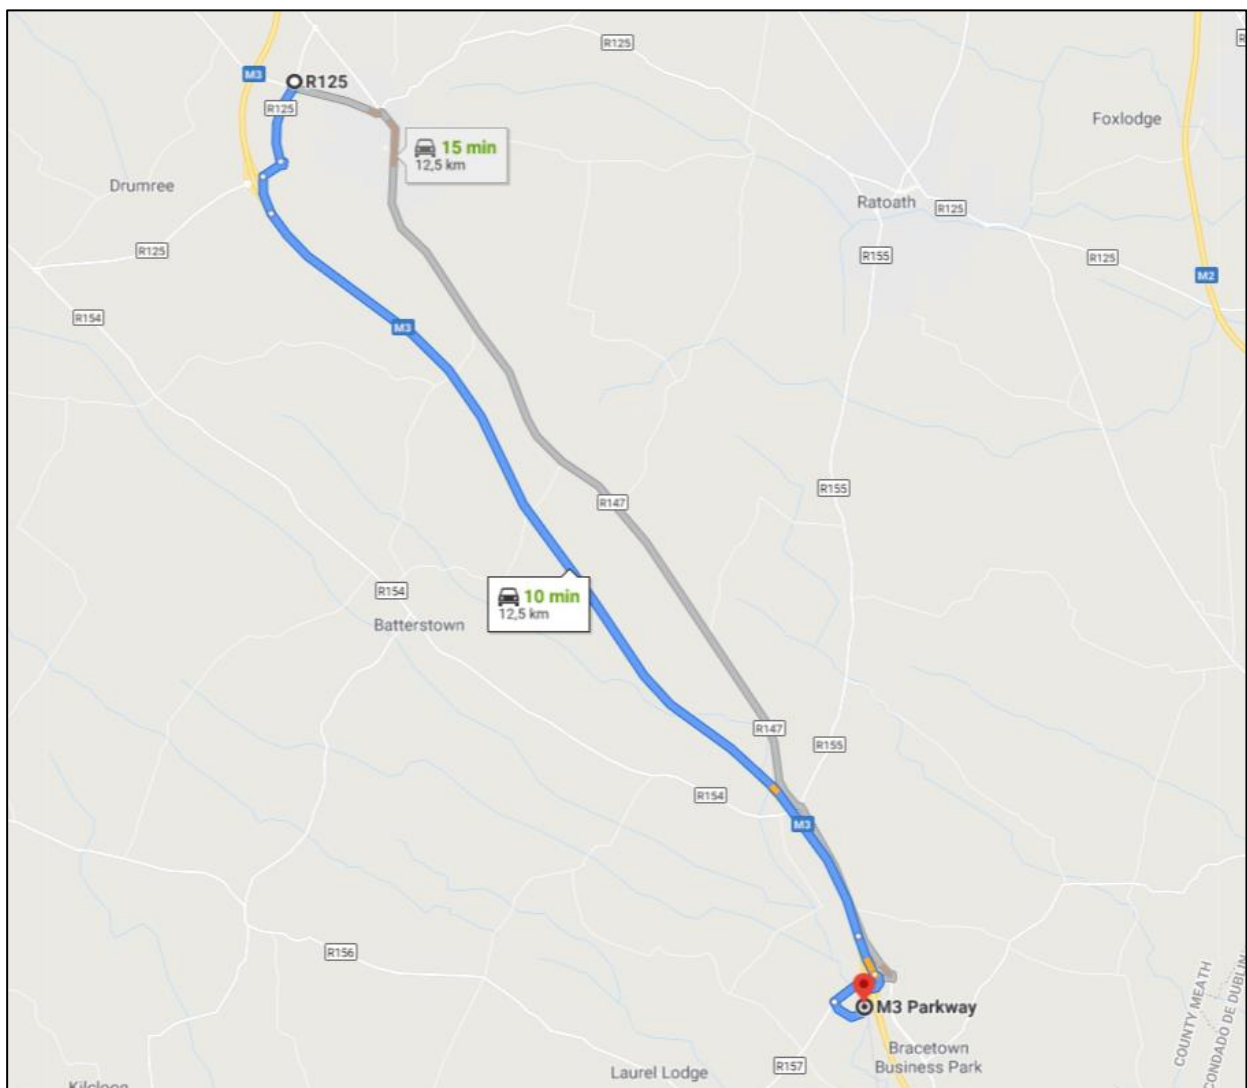 R125
M3
R125
R125
Foxlodge
15 min
12,5 km
Drumree
Ratoath
R125
R125
R155
R125
M2
R154
M3
R155
R147
10 min
12,5 km
R154
Batterstown
R147
R155
R154
M3
R156
M3 Parkway
COUNTY MEATH
CONDADO DE DUBLÍN
Bracetown
Business Park
R157
Laurel Lodge